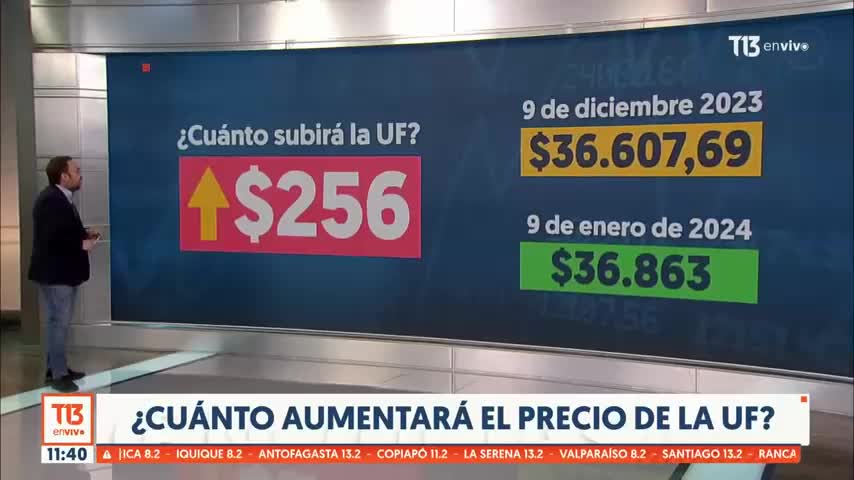 T13 en vivo
¿Cuánto subirá la UF?
$256
9 de diciembre 2023
$36.607,69
9 de enero de 2024
$36.863
T13
en vivo
¿CUÁNTO AUMENTARÁ EL PRECIO DE LA UF?
11:40
ICA 8.2 - IQUIQUE 8.2 - ANTOFAGASTA 13.2 - COPIAPÓ 11.2 - LA SERENA 13.2 - VALPARAÍSO 8.2 - SANTIAGO 13.2 - RANCA